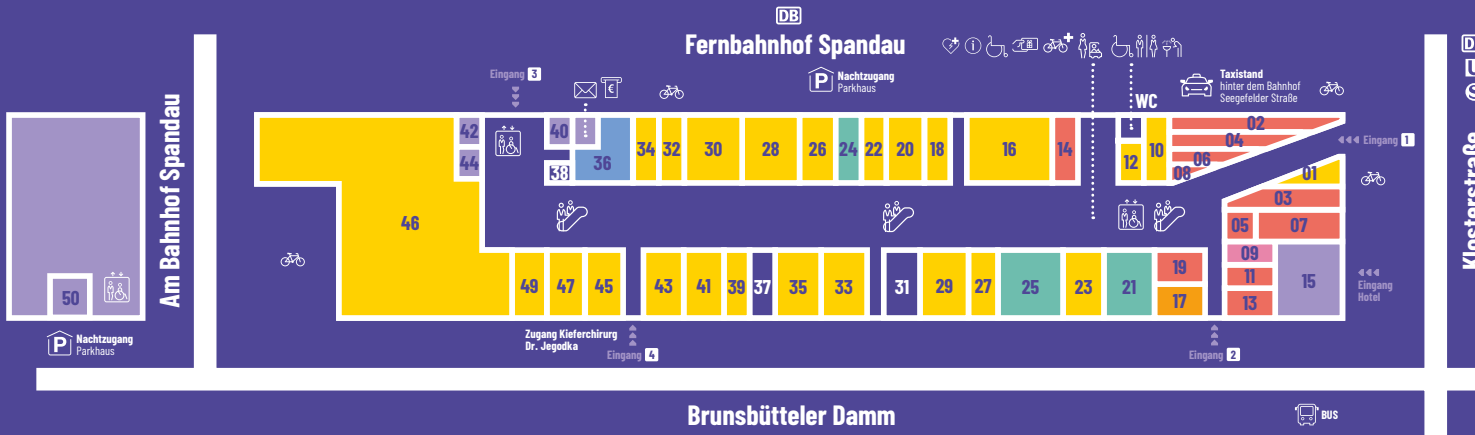 DB
Fernbahnhof Spandau
Eingang 3
€
P Nachtzugang
Parkhaus
WC
Taxistand
hinter dem Bahnhof
Seegefelder Straße
Eingang 1
42
44
40
38
36
34
32
30
28
26
24
22
20
18
16
14
12
10
02
04
06
08
01
03
05
07
09
11
13
15
46
49
47
45
43
41
39
37
35
33
31
29
27
25
23
21
19
17
50
Am Bahnhof Spandau
P Nachtzugang
Parkhaus
Zugang Kieferchirurg
Dr. Jegodka
Eingang 4
Eingang 2
Eingang
Hotel
Brunsbütteler Damm
BUS
Klosterstraße